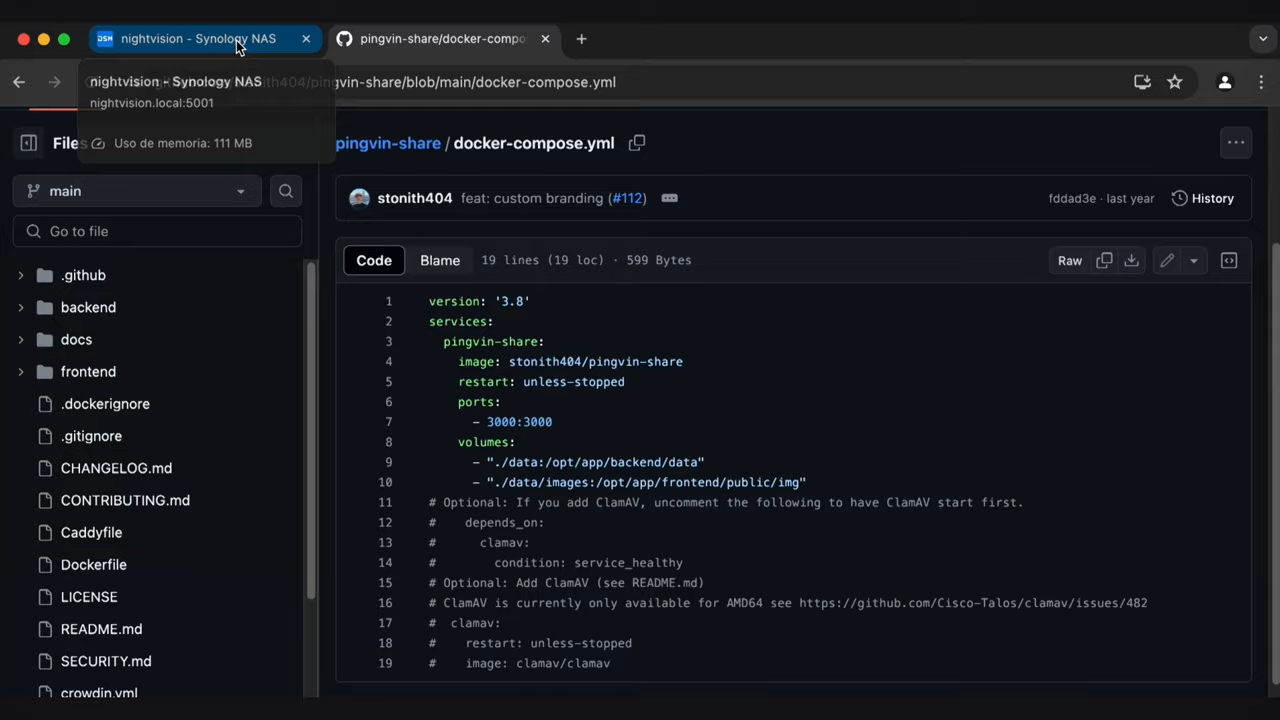 DSM nightvision - Synology NAS
pingvin-share/docker-compo
nightvision - Synology NAS
nightvision.local:5001
Uso de memoria: 111 MB
pingvin-share/blob/main/docker-compose.yml
Files
main
Go to file
.github
backend
docs
frontend
.dockerignore
.gitignore
CHANGELOG.md
CONTRIBUTING.md
Caddyfile
Dockerfile
LICENSE
README.md
SECURITY.md
crowdin.yml
pingvin-share / docker-compose.yml
stonith404 feat: custom branding (#112)
fddad3e · last year
History
Code
Blame
19 lines (19 loc) · 599 Bytes
Raw
1 version: '3.8'
2 services:
3 pingvin-share:
4 image: stonith404/pingvin-share
5 restart: unless-stopped
6 ports:
7 - 3000:3000
8 volumes:
9 - "./data:/opt/app/backend/data"
10 - "./data/images:/opt/app/frontend/public/img"
11 # Optional: If you add ClamAV, uncomment the following to have ClamAV start first.
12 # depends_on:
13 # clamav:
14 # condition: service_healthy
15 # Optional: Add ClamAV (see README.md)
16 # ClamAV is currently only available for AMD64 see https://github.com/Cisco-Talos/clamav/issues/482
17 # clamav:
18 # restart: unless-stopped
19 # image: clamav/clamav